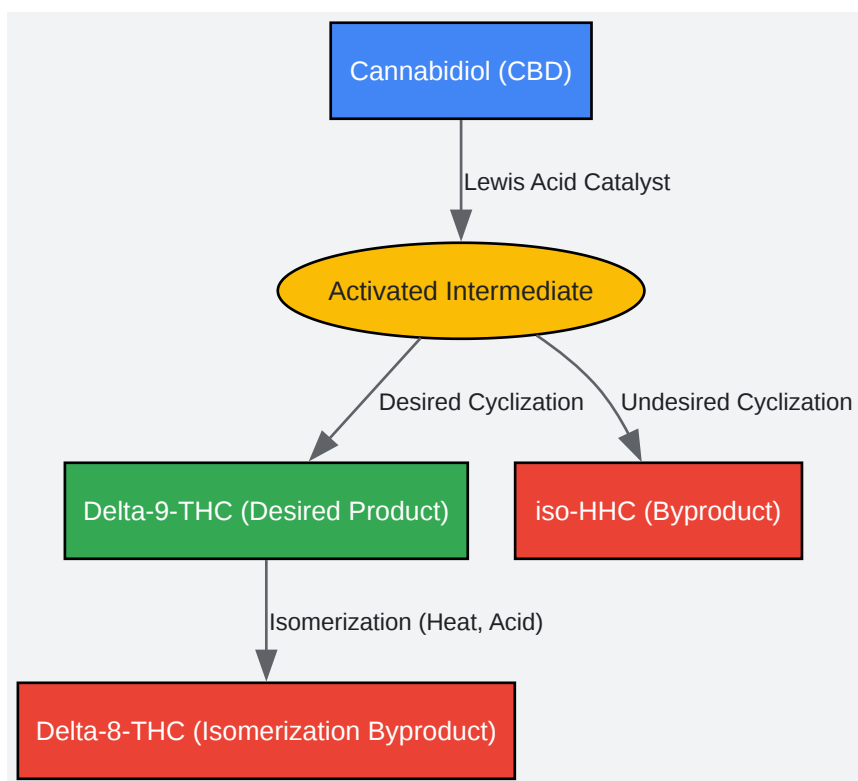 Cannabidiol (CBD)
Lewis Acid Catalyst
Activated Intermediate
Desired Cyclization
Undesired Cyclization
Delta-9-THC (Desired Product)
iso-HHC (Byproduct)
Isomerization (Heat, Acid)
Delta-8-THC (Isomerization Byproduct)